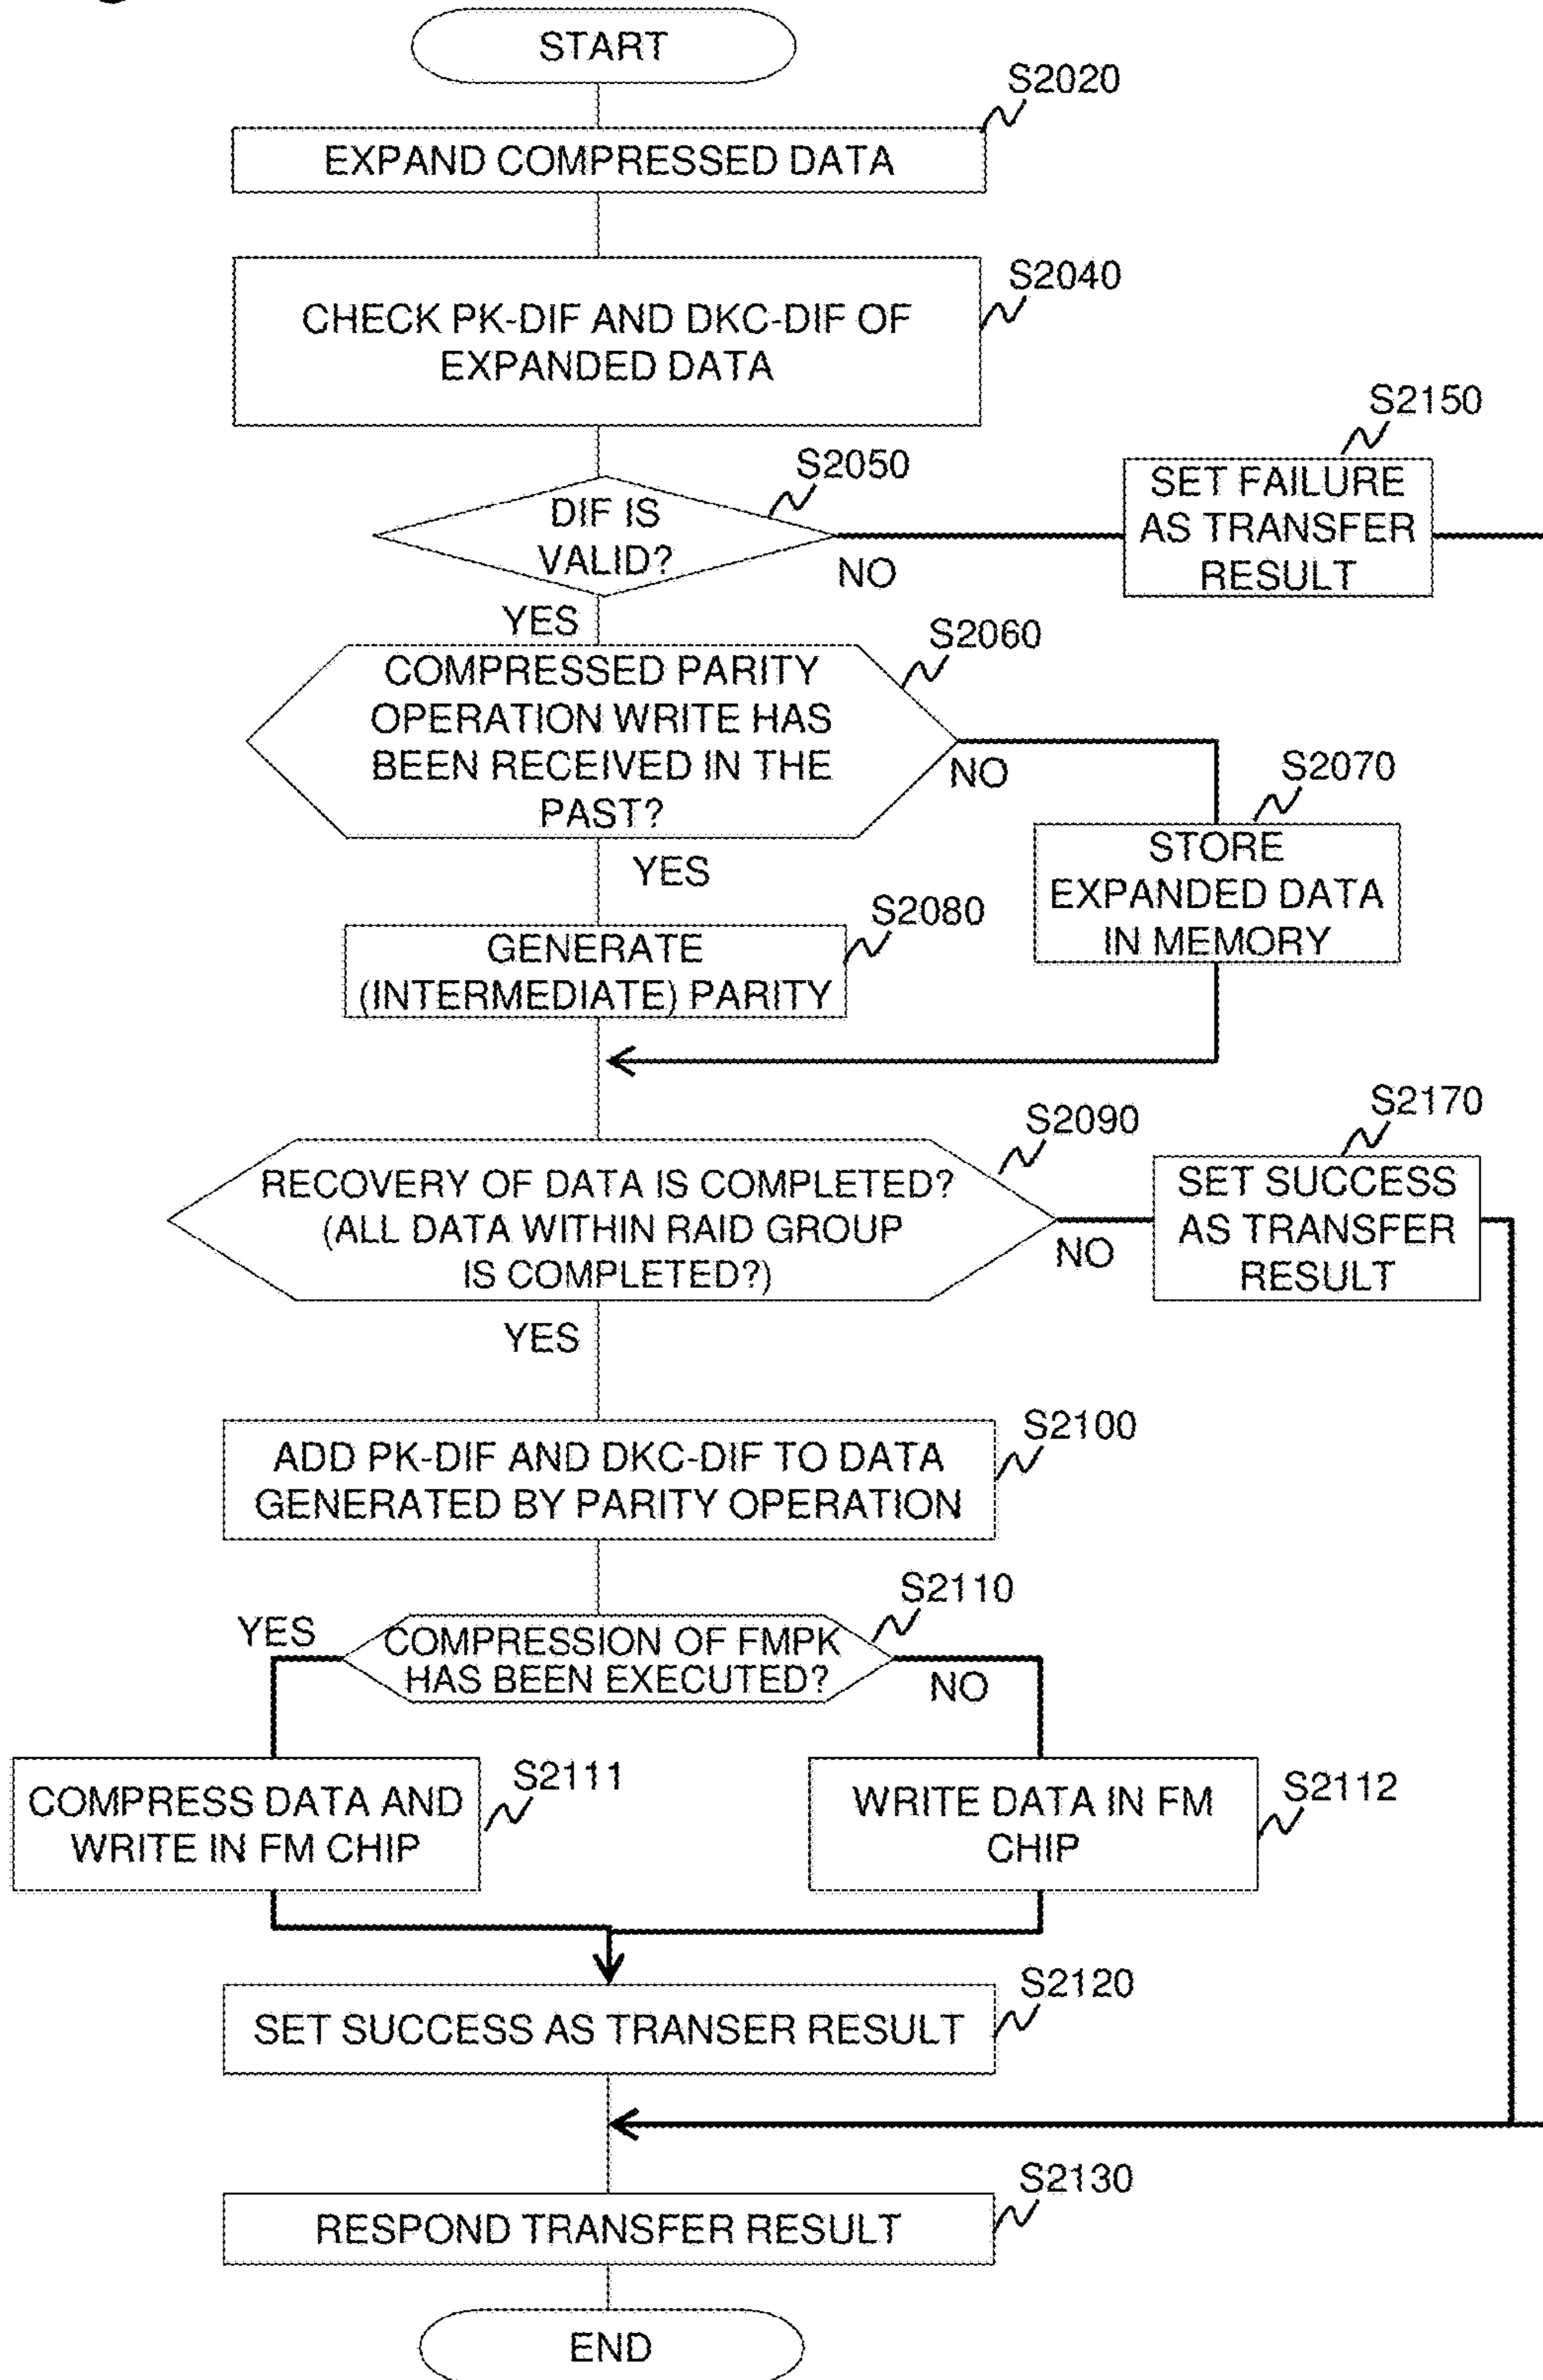 START
S2020
EXPAND COMPRESSED DATA
S2040
CHECK PK-DIF AND DKC-DIF OF
EXPANDED DATA
S2150
SET FAILURE
AS TRANSFER
RESULT
S2050
DIF IS
VALID?
NO
YES
S2060
COMPRESSED PARITY
OPERATION WRITE HAS
BEEN RECEIVED IN THE
PAST?
NO
S2070
STORE
EXPANDED DATA
IN MEMORY
YES
S2080
GENERATE
(INTERMEDIATE) PARITY
S2090
RECOVERY OF DATA IS COMPLETED?
(ALL DATA WITHIN RAID GROUP
IS COMPLETED?)
NO
S2170
SET SUCCESS
AS TRANSFER
RESULT
YES
S2100
ADD PK-DIF AND DKC-DIF TO DATA
GENERATED BY PARITY OPERATION
S2110
YES
COMPRESSION OF FMPK
HAS BEEN EXECUTED?
NO
S2111
COMPRESS DATA AND
WRITE IN FM CHIP
S2112
WRITE DATA IN FM
CHIP
S2120
SET SUCCESS AS TRANSER RESULT
S2130
RESPOND TRANSFER RESULT
END